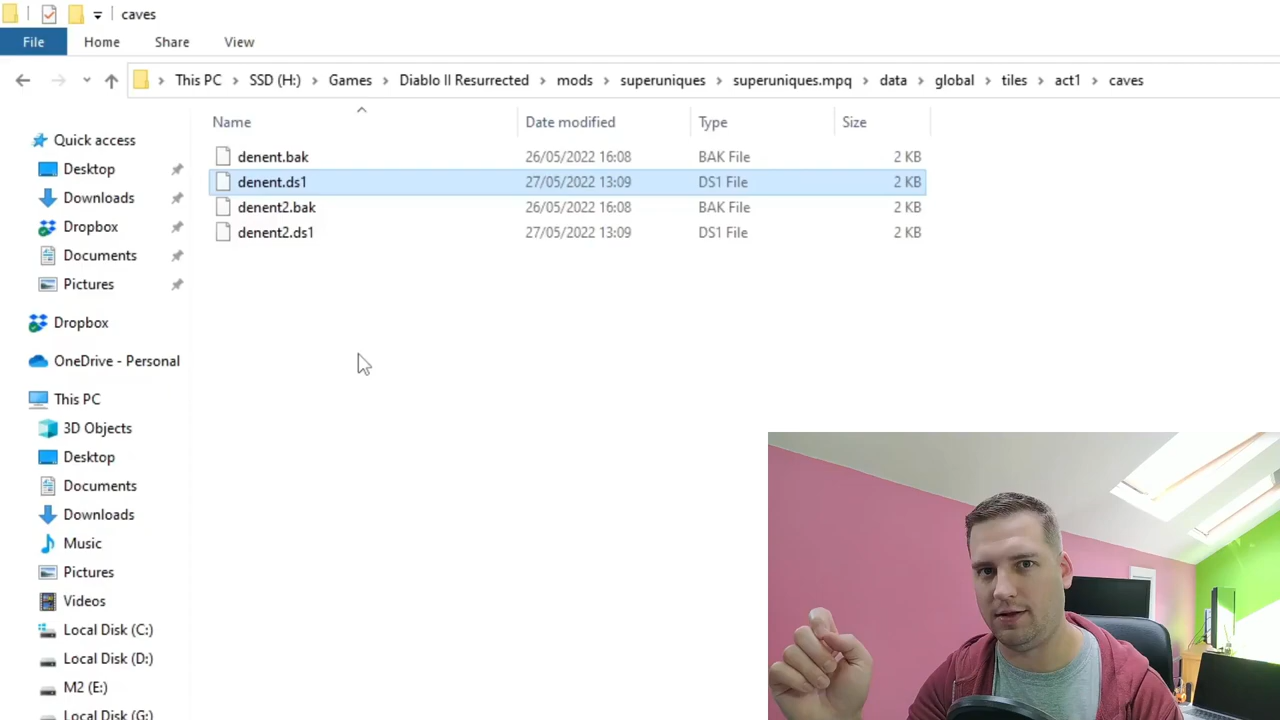 caves
File Home Share View
This PC > SSD (H:) > Games > Diablo II Resurrected > mods > superuniques > superuniques.mpq > data > global > tiles > act1 > caves
Name Date modified Type Size
denent.bak 26/05/2022 16:08 BAK File 2 KB
denent.ds1 27/05/2022 13:09 DS1 File 2 KB
denent2.bak 26/05/2022 16:08 BAK File 2 KB
denent2.ds1 27/05/2022 13:09 DS1 File 2 KB
Quick access
Desktop
Downloads
Dropbox
Documents
Pictures
Dropbox
OneDrive - Personal
This PC
3D Objects
Desktop
Documents
Downloads
Music
Pictures
Videos
Local Disk (C:)
Local Disk (D:)
M2 (E:)
Local Disk (G:)